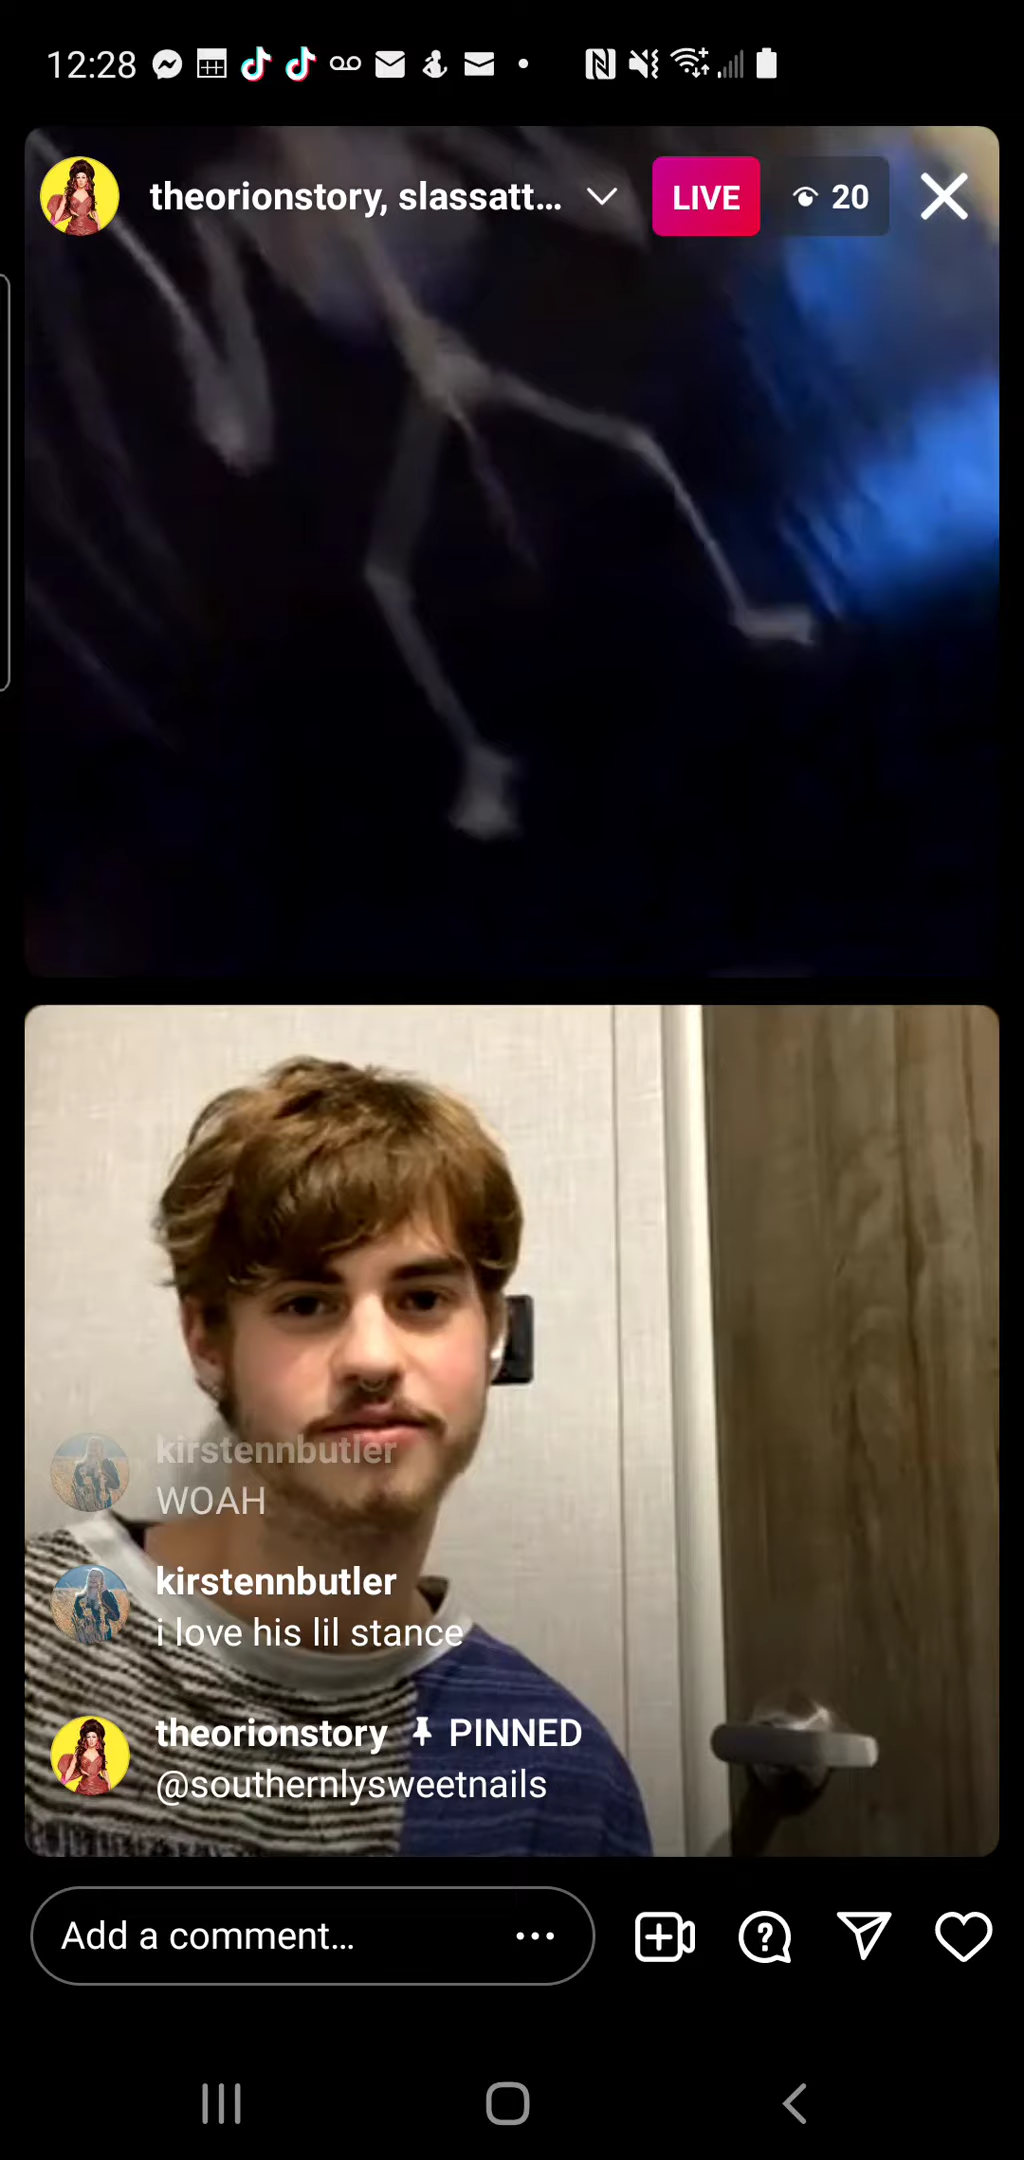 12:28
theorionstory, slassatt... LIVE 20
kirstennbutler
WOAH
kirstennbutler
i love his lil stance
theorionstory PINNED
@southernlysweetnails
Add a comment...